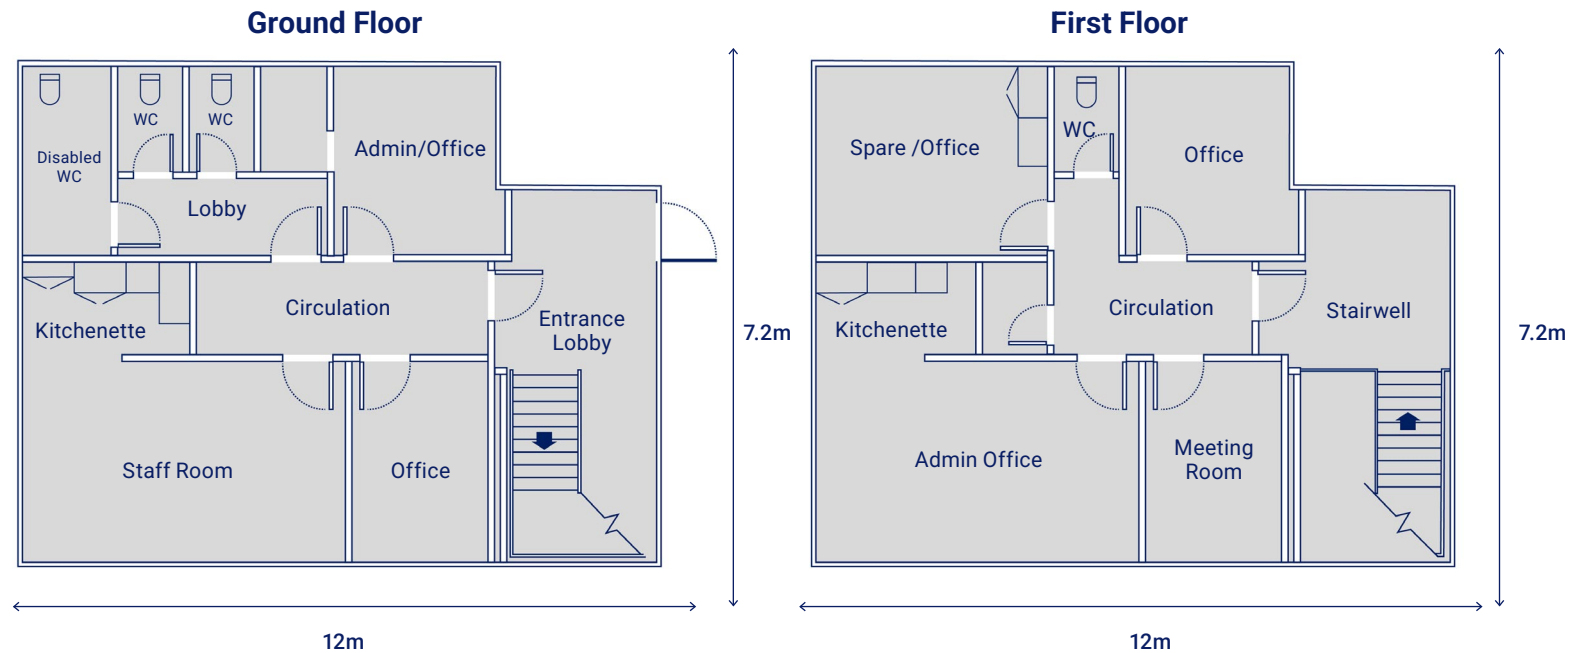 Ground Floor
WC
WC
Disabled
WC
Admin/Office
Lobby
Kitchenette
Circulation
Entrance
Lobby
Staff Room
Office
7.2m
12m
First Floor
Spare /Office
WC
Office
Kitchenette
Circulation
Stairwell
Admin Office
Meeting
Room
7.2m
12m